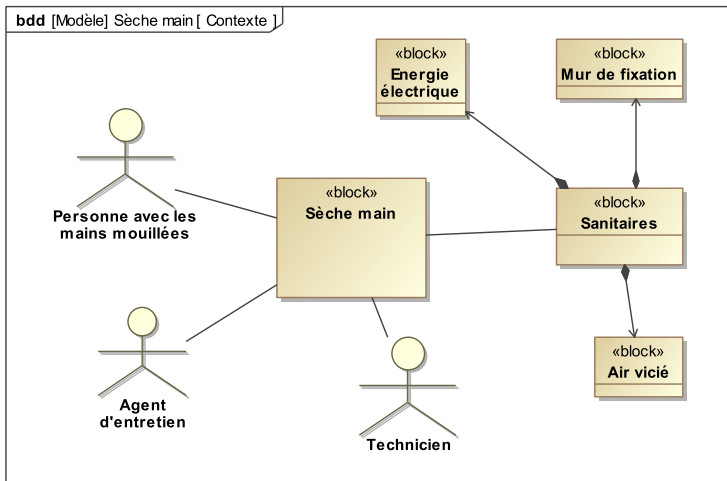 bdd [Modèle] Sèche main [ Contexte ]
«block»
Energie
électrique
«block»
Mur de fixation
Personne avec les
mains mouillées
«block»
Sèche main
«block»
Sanitaires
Agent
d'entretien
Technicien
«block»
Air vicié